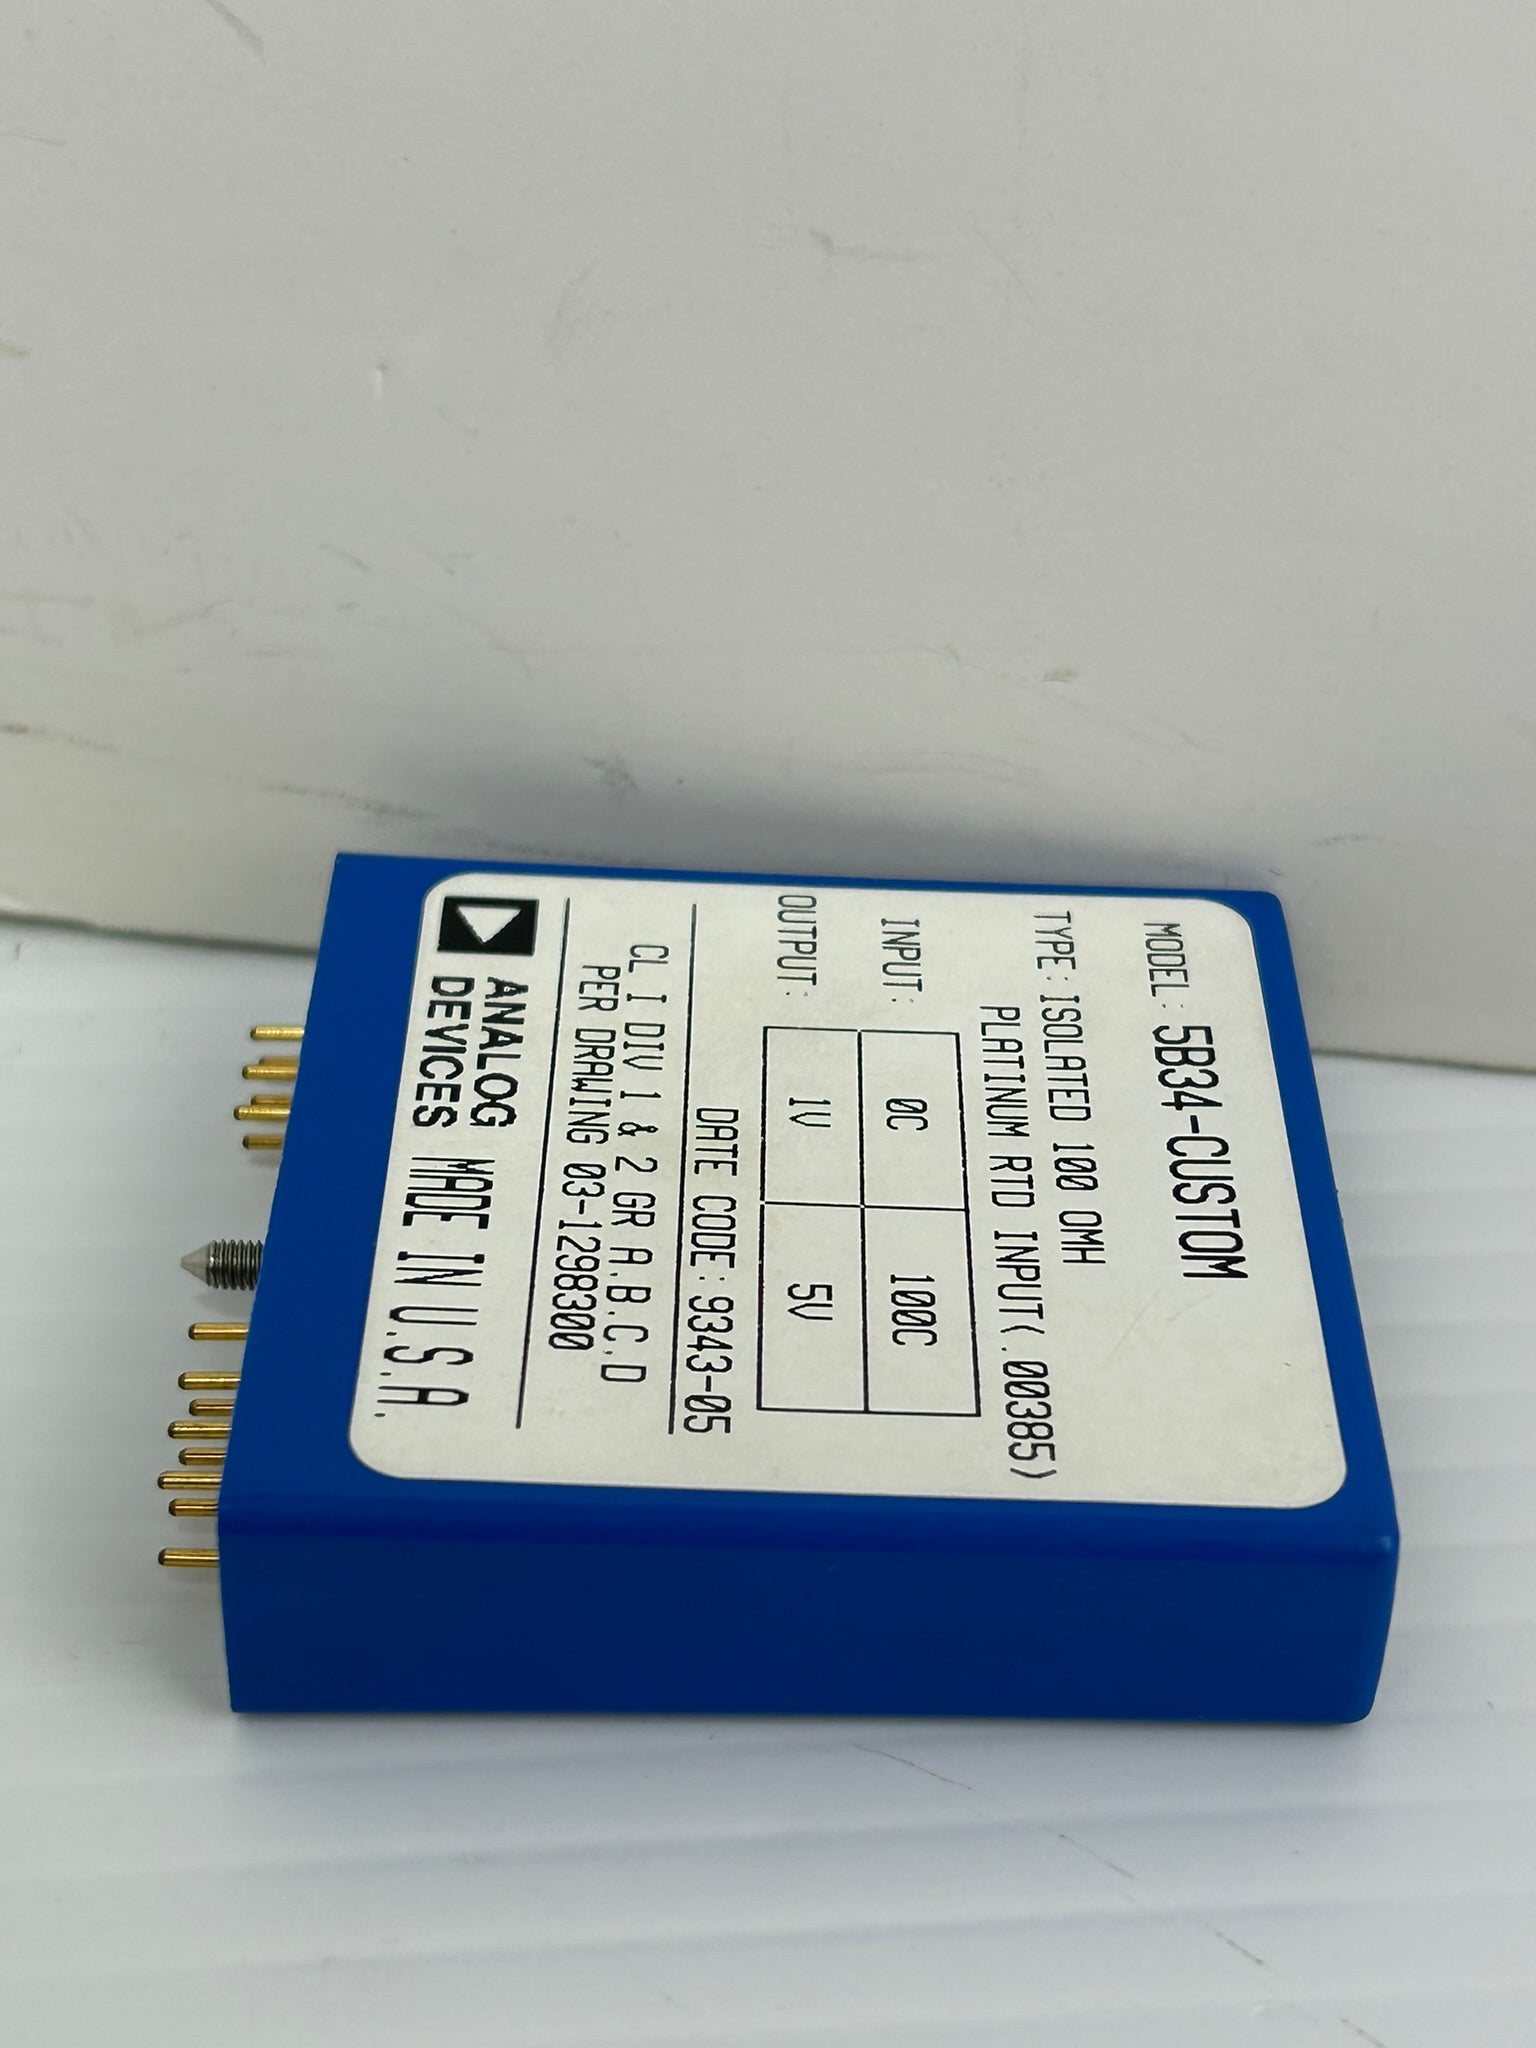 MODEL: 5B34-CUSTOM
TYPE: ISOLATED 100 OMH
PLATINUM RTD INPUT(.00385)
INPUT: 0C 100C
OUTPUT: 1V 5V
DATE CODE: 9343-05
CL I DIV 1 & 2 GR A.B.C.D
PER DRAWING 03-1298300
ANALOG
DEVICES MADE IN U.S.A.